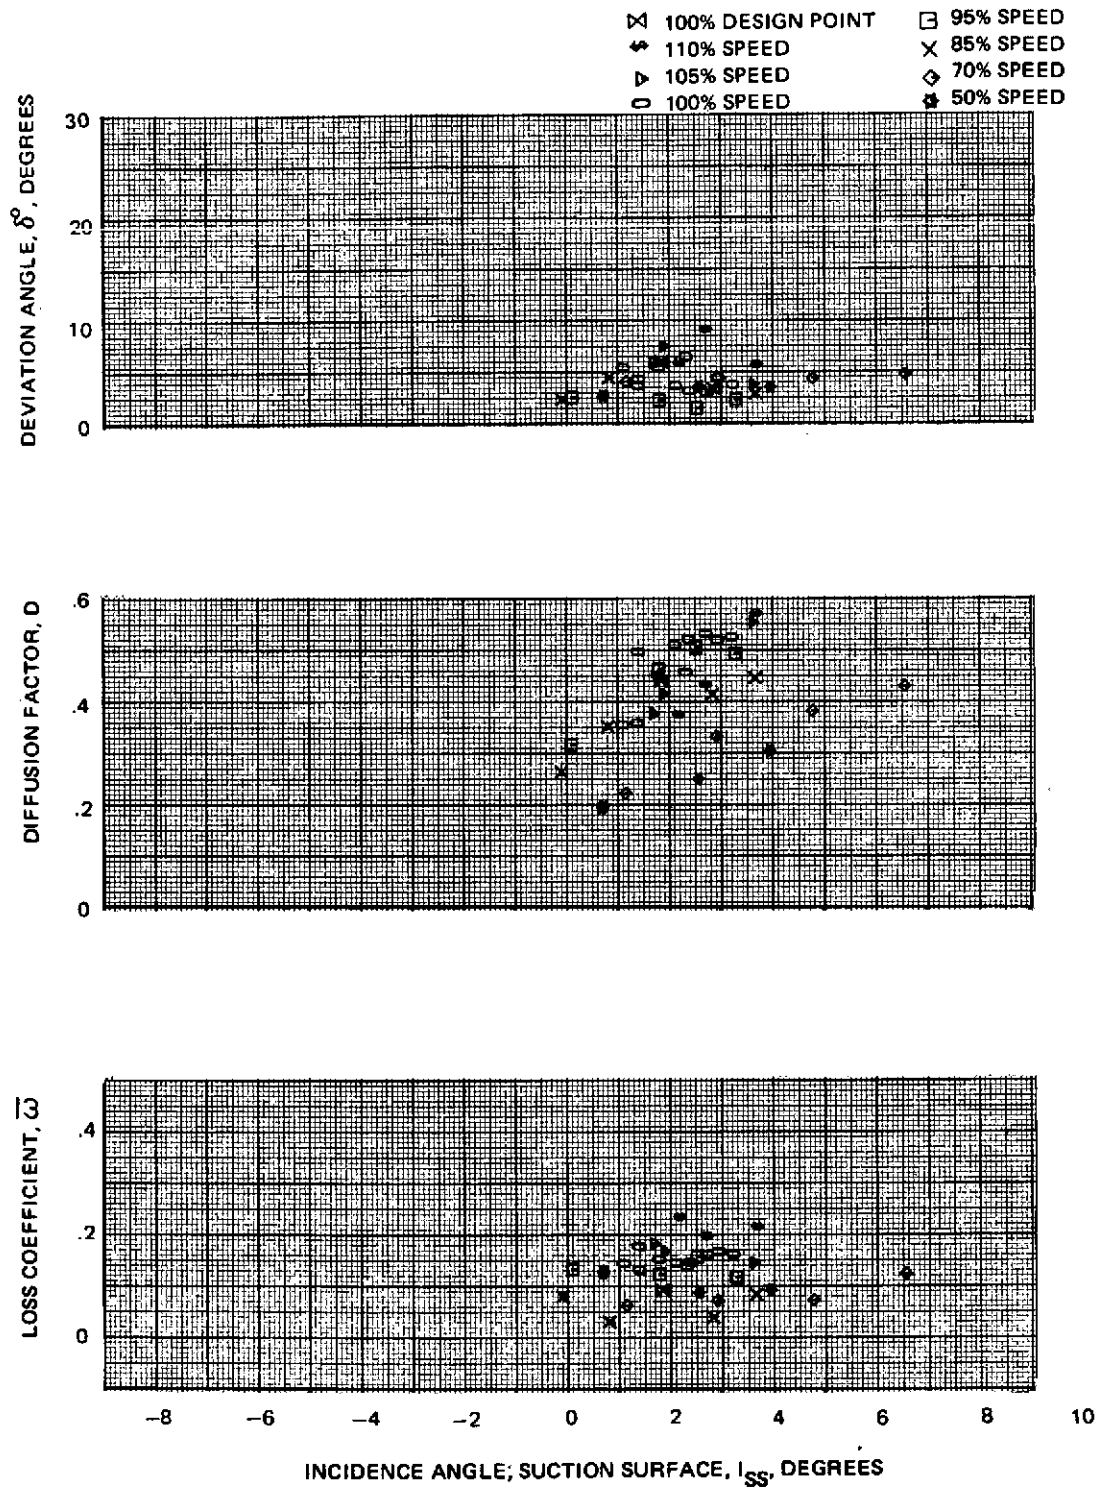 100% DESIGN POINT
110% SPEED
105% SPEED
100% SPEED
95% SPEED
85% SPEED
70% SPEED
50% SPEED
DEVIATION ANGLE, δ°, DEGREES
30
20
10
0
DIFFUSION FACTOR, D
.6
.4
.2
0
LOSS COEFFICIENT, ω̅
.4
.2
0
−8 −6 −4 −2 0 2 4 6 8 10
INCIDENCE ANGLE; SUCTION SURFACE, I_SS, DEGREES